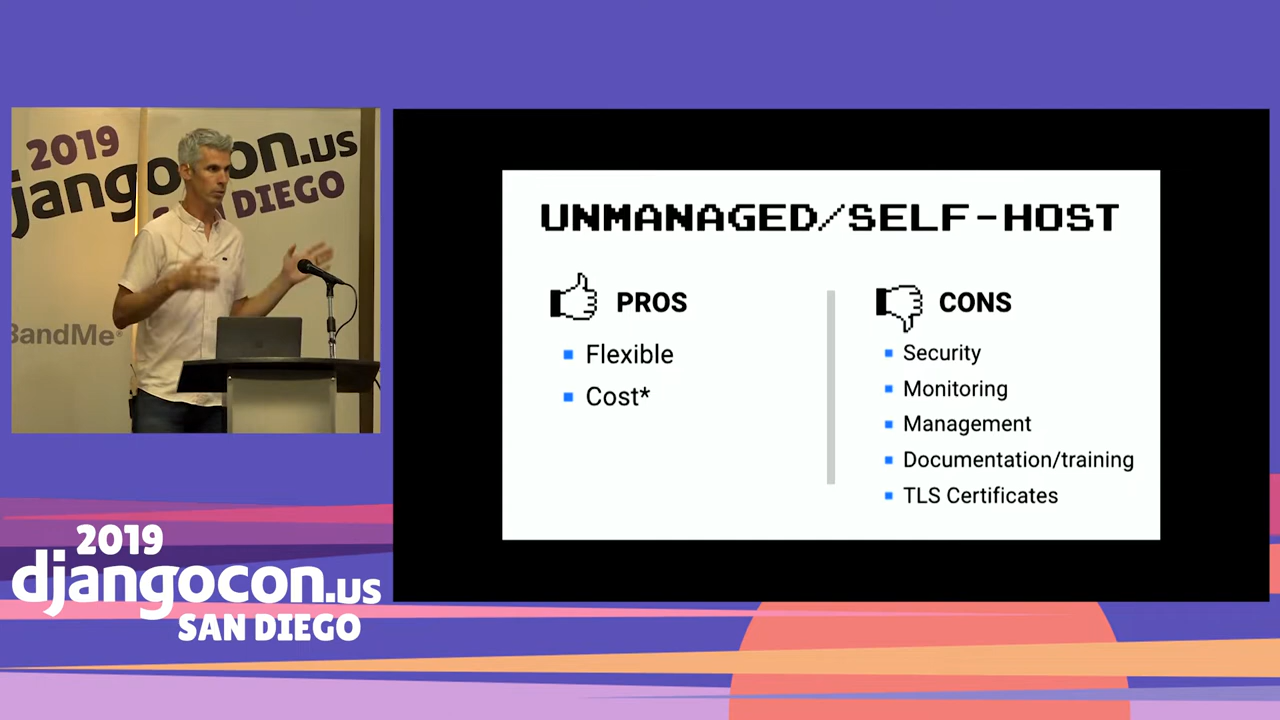 2019
djangocon.us
SAN DIEGO
BandMe
UNMANAGED/SELF-HOST
PROS
Flexible
Cost*
CONS
Security
Monitoring
Management
Documentation/training
TLS Certificates
2019
djangocon.us
SAN DIEGO